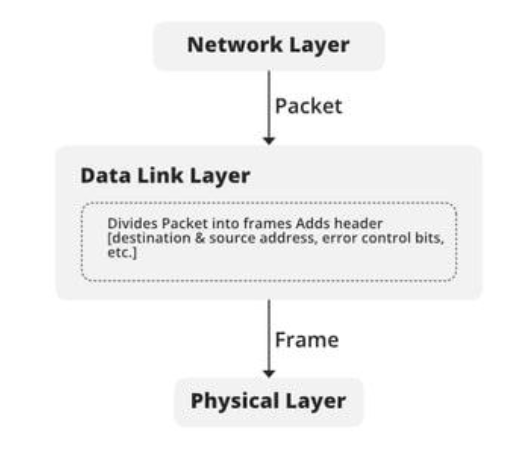 Network Layer
Packet
Data Link Layer
Divides Packet into frames Adds header
[destination & source address, error control bits,
etc.]
Frame
Physical Layer